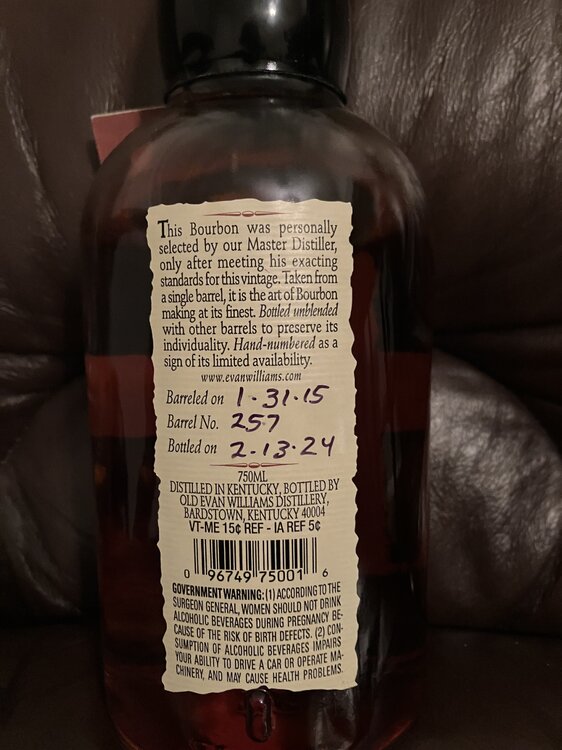 This Bourbon was personally
selected by our Master Distiller,
only after meeting his exacting
standards for this vintage. Taken from
a single barrel, it is the art of Bourbon
making at its finest. Bottled unblended
with other barrels to preserve its
individuality. Hand-numbered as a
sign of its limited availability.
www.evanwilliams.com
Barreled on 1-31-15
Barrel No. 257
Bottled on 2-13-24
750ML
DISTILLED IN KENTUCKY, BOTTLED BY
OLD EVAN WILLIAMS DISTILLERY,
BARDSTOWN, KENTUCKY 40004
VT-ME 15¢ REF - IA REF 5¢
0 96749 75001 6
GOVERNMENT WARNING: (1) ACCORDING TO THE
SURGEON GENERAL, WOMEN SHOULD NOT DRINK
ALCOHOLIC BEVERAGES DURING PREGNANCY BE-
CAUSE OF THE RISK OF BIRTH DEFECTS. (2) CON-
SUMPTION OF ALCOHOLIC BEVERAGES IMPAIRS
YOUR ABILITY TO DRIVE A CAR OR OPERATE MA-
CHINERY, AND MAY CAUSE HEALTH PROBLEMS.